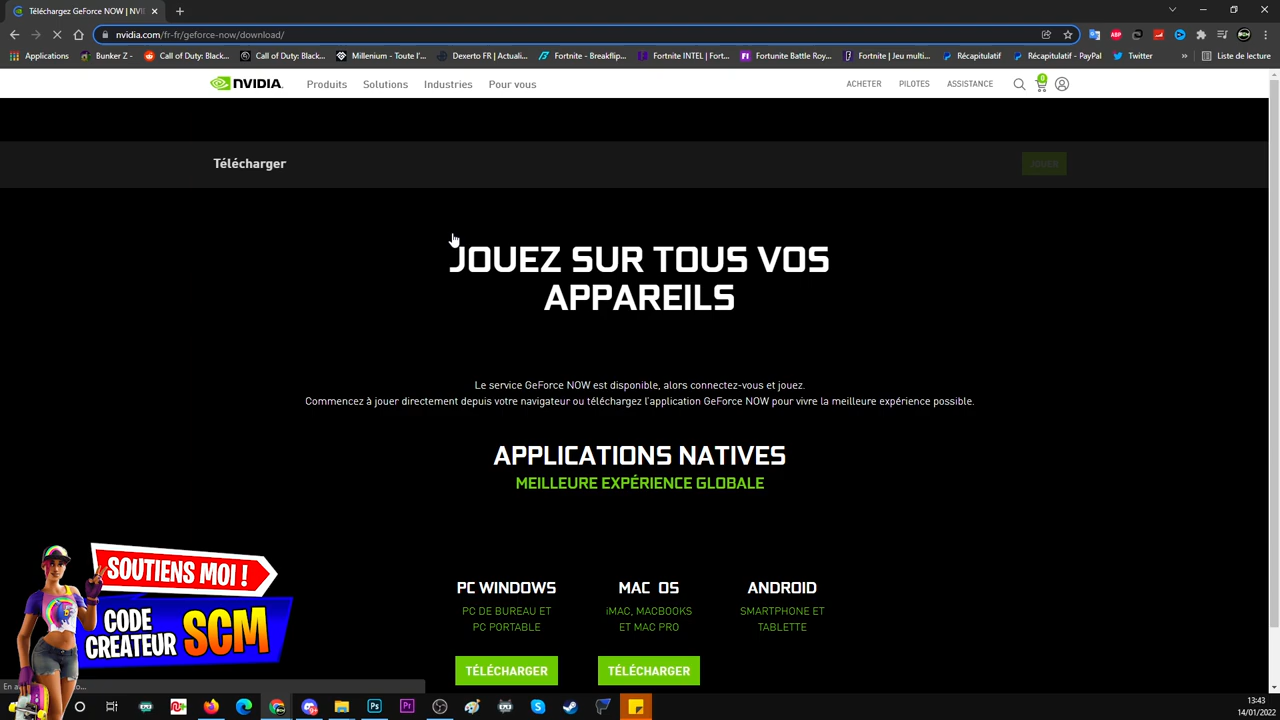 Téléchargez GeForce NOW | NVI
nvidia.com/fr-fr/geforce-now/download/
Applications
Bunker Z -
Call of Duty: Black...
Call of Duty: Black...
Millenium - Toute l'...
Dexerto FR | Actuali...
Fortnite - Breakflip...
Fortnite INTEL | Fort...
Fortunite Battle Roy...
Fortnite | Jeu multi...
Récapitulatif
Récapitulatif - PayPal
Twitter
»
Liste de lecture
NVIDIA.
Produits
Solutions
Industries
Pour vous
ACHETER
PILOTES
ASSISTANCE
0
Télécharger
JOUER
JOUEZ SUR TOUS VOS
APPAREILS
Le service GeForce NOW est disponible, alors connectez-vous et jouez.
Commencez à jouer directement depuis votre navigateur ou téléchargez l'application GeForce NOW pour vivre la meilleure expérience possible.
APPLICATIONS NATIVES
MEILLEURE EXPÉRIENCE GLOBALE
PC WINDOWS
PC DE BUREAU ET
PC PORTABLE
TÉLÉCHARGER
MAC OS
iMAC, MACBOOKS
ET MAC PRO
TÉLÉCHARGER
ANDROID
SMARTPHONE ET
TABLETTE
SOUTIENS MOI !
CODE
CREATEUR SCM
En
13:43
14/01/2022